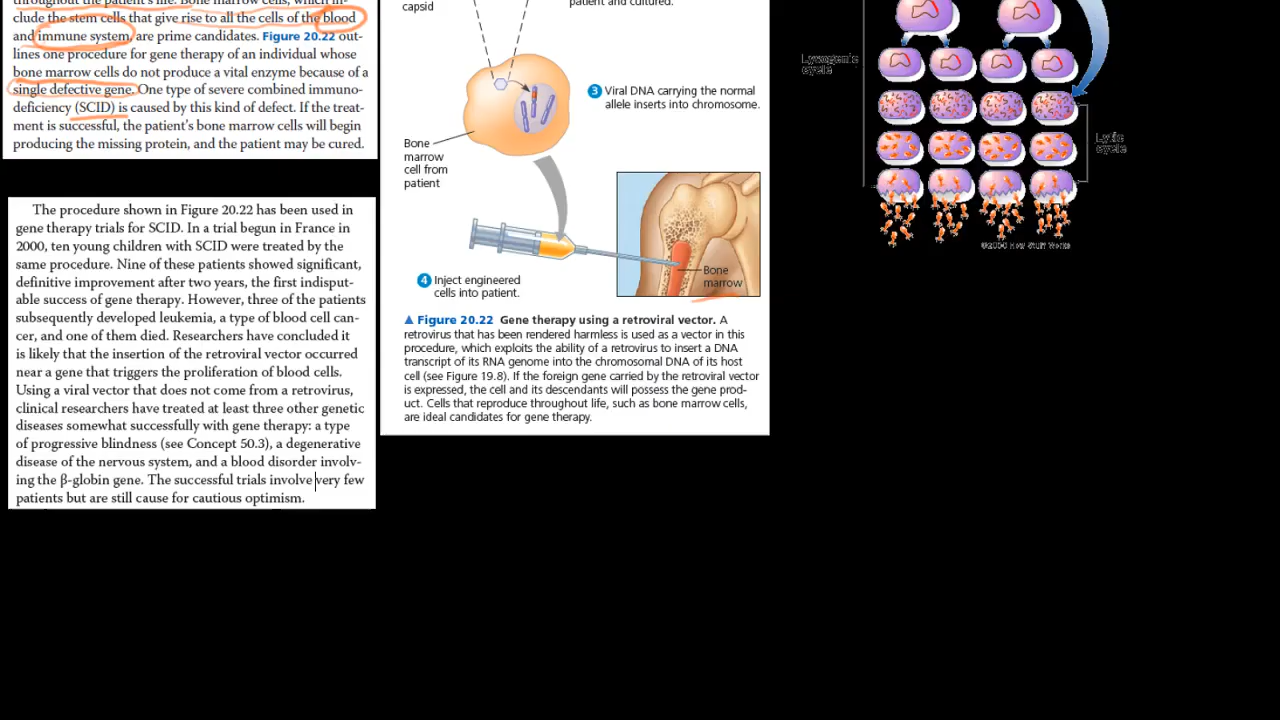 throughout the patient's life. Bone marrow cells, which in-
clude the stem cells that give rise to all the cells of the blood
and immune system, are prime candidates. Figure 20.22 out-
lines one procedure for gene therapy of an individual whose
bone marrow cells do not produce a vital enzyme because of a
single defective gene. One type of severe combined immuno-
deficiency (SCID) is caused by this kind of defect. If the treat-
ment is successful, the patient's bone marrow cells will begin
producing the missing protein, and the patient may be cured.
The procedure shown in Figure 20.22 has been used in
gene therapy trials for SCID. In a trial begun in France in
2000, ten young children with SCID were treated by the
same procedure. Nine of these patients showed significant,
definitive improvement after two years, the first indisput-
able success of gene therapy. However, three of the patients
subsequently developed leukemia, a type of blood cell can-
cer, and one of them died. Researchers have concluded it
is likely that the insertion of the retroviral vector occurred
near a gene that triggers the proliferation of blood cells.
Using a viral vector that does not come from a retrovirus,
clinical researchers have treated at least three other genetic
diseases somewhat successfully with gene therapy: a type
of progressive blindness (see Concept 50.3), a degenerative
disease of the nervous system, and a blood disorder involv-
ing the β-globin gene. The successful trials involve very few
patients but are still cause for cautious optimism.
capsid
patient and cultured.
3 Viral DNA carrying the normal
allele inserts into chromosome.
Bone
marrow
cell from
patient
Bone
marrow
4 Inject engineered
cells into patient.
▲ Figure 20.22 Gene therapy using a retroviral vector. A
retrovirus that has been rendered harmless is used as a vector in this
procedure, which exploits the ability of a retrovirus to insert a DNA
transcript of its RNA genome into the chromosomal DNA of its host
cell (see Figure 19.8). If the foreign gene carried by the retroviral vector
is expressed, the cell and its descendants will possess the gene prod-
uct. Cells that reproduce throughout life, such as bone marrow cells,
are ideal candidates for gene therapy.
Lysogenic
cycle
Lytic
cycle
©2000 How Stuff Works